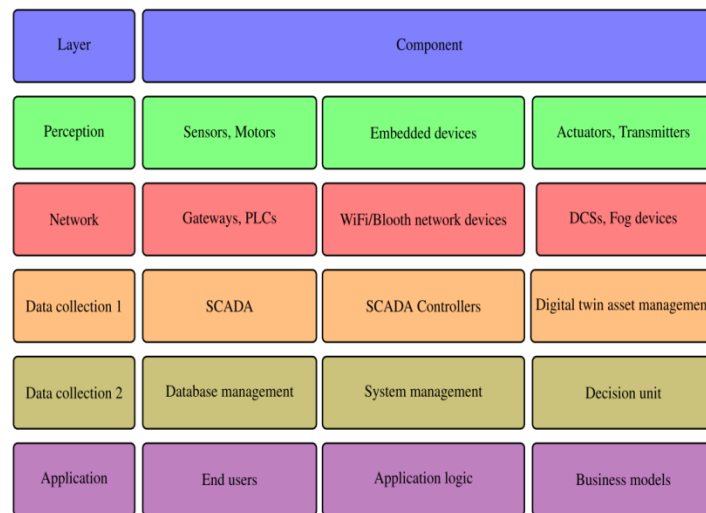 Layer
Component
Perception
Sensors, Motors
Embedded devices
Actuators, Transmitters
Network
Gateways, PLCs
WiFi/Blooth network devices
DCSs, Fog devices
Data collection 1
SCADA
SCADA Controllers
Digital twin asset management
Data collection 2
Database management
System management
Decision unit
Application
End users
Application logic
Business models